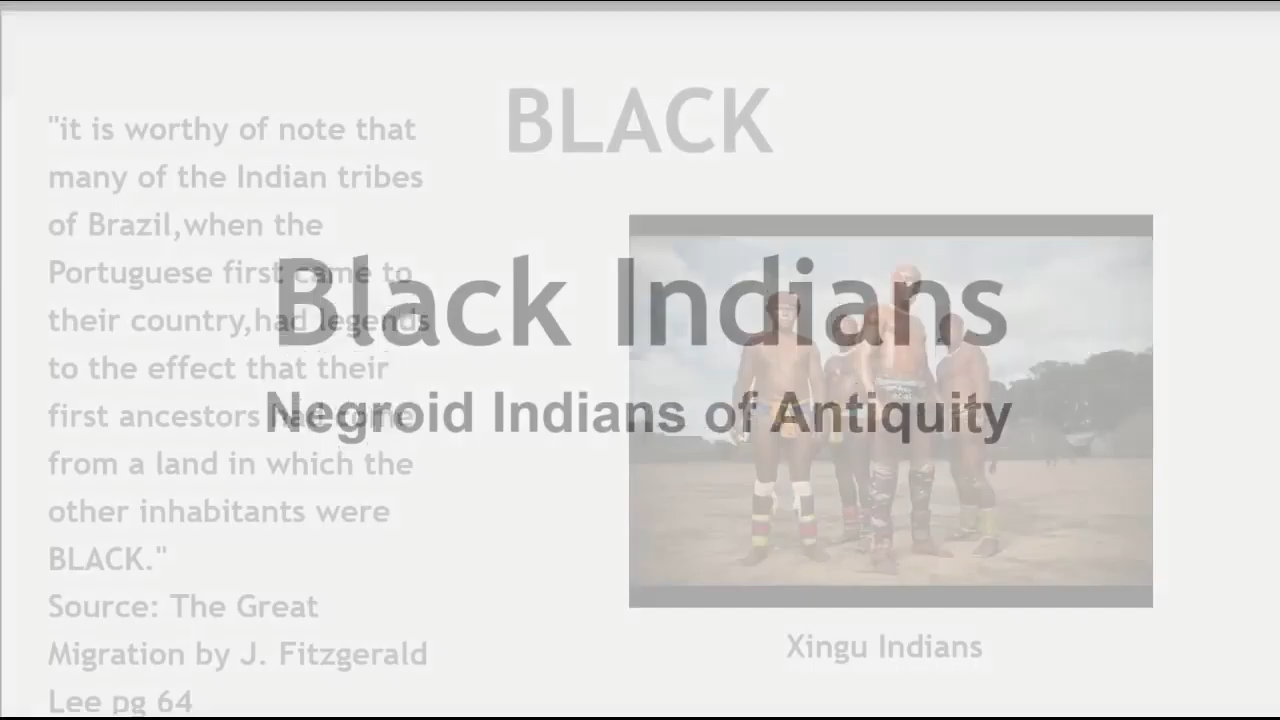 BLACK
"it is worthy of note that
many of the Indian tribes
of Brazil,when the
Portuguese first came to
their country,had legends
to the effect that their
first ancestors had come
from a land in which the
other inhabitants were
BLACK."
Source: The Great
Migration by J. Fitzgerald
Lee pg 64
Black Indians
Negroid Indians of Antiquity
Xingu Indians